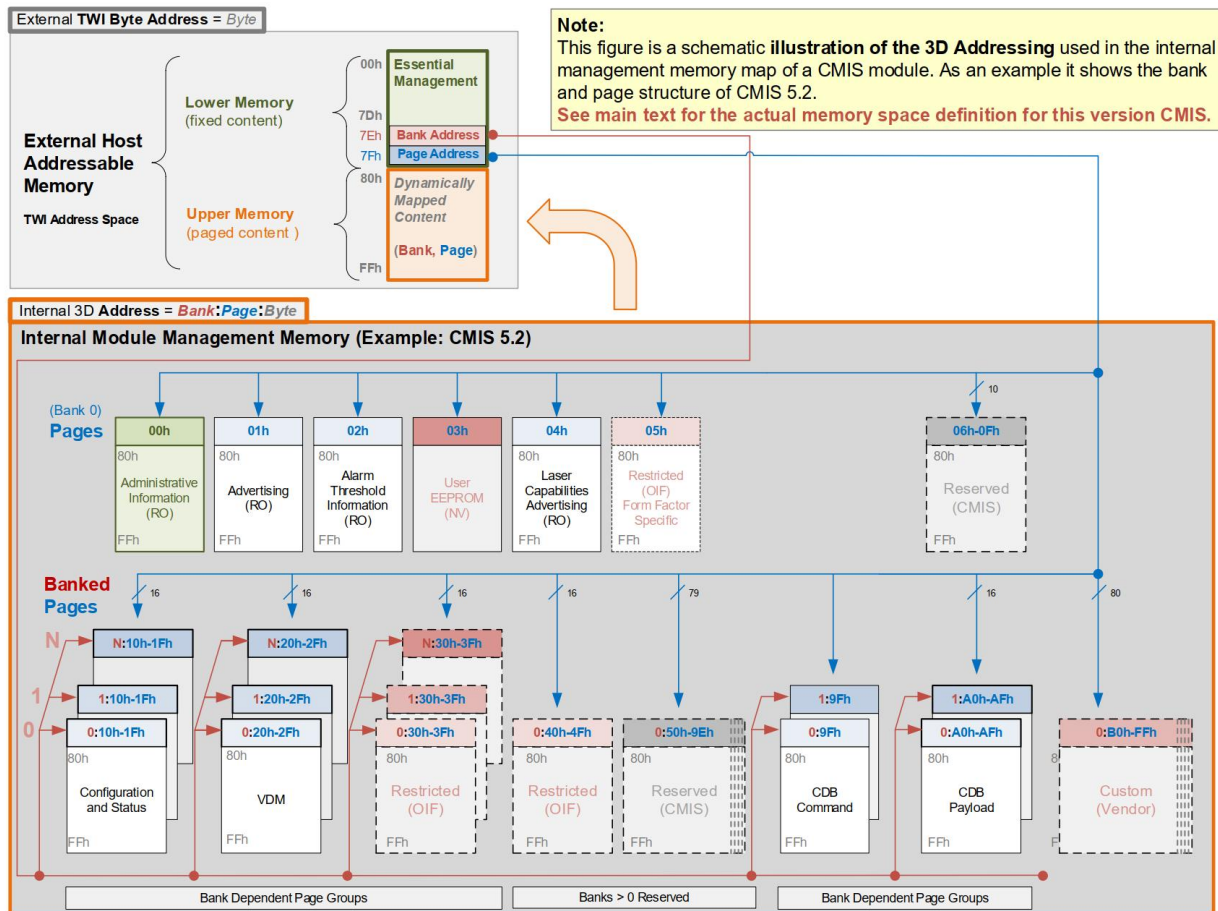 External TWI Byte Address = Byte
Note:
This figure is a schematic illustration of the 3D Addressing used in the internal
management memory map of a CMIS module. As an example it shows the bank
and page structure of CMIS 5.2.
See main text for the actual memory space definition for this version CMIS.
External Host
Addressable
Memory
TWI Address Space
Lower Memory
(fixed content)
Upper Memory
(paged content )
00h
Essential
Management
7Dh
7Eh
Bank Address
7Fh
Page Address
80h
Dynamically
Mapped
Content
(Bank, Page)
FFh
Internal 3D Address = Bank:Page:Byte
Internal Module Management Memory (Example: CMIS 5.2)
(Bank 0)
Pages
10
00h
80h
Administrative
Information
(RO)
FFh
01h
80h
Advertising
(RO)
FFh
02h
80h
Alarm
Threshold
Information
(RO)
FFh
03h
80h
User
EEPROM
(NV)
FFh
04h
80h
Laser
Capabilities
Advertising
(RO)
FFh
05h
80h
Restricted
(OIF)
Form Factor
Specific
FFh
06h-0Fh
80h
Reserved
(CMIS)
FFh
Banked
Pages
16
16
16
16
79
16
80
N
1
0
N:10h-1Fh
1:10h-1Fh
0:10h-1Fh
80h
Configuration
and Status
FFh
N:20h-2Fh
1:20h-2Fh
0:20h-2Fh
80h
VDM
FFh
N:30h-3Fh
1:30h-3Fh
0:30h-3Fh
80h
Restricted
(OIF)
FFh
0:40h-4Fh
80h
Restricted
(OIF)
FFh
0:50h-9Eh
80h
Reserved
(CMIS)
FFh
1:9Fh
0:9Fh
80h
CDB
Command
FFh
1:A0h-AFh
0:A0h-AFh
80h
CDB
Payload
FFh
0:B0h-FFh
Custom
(Vendor)
Bank Dependent Page Groups
Banks > 0 Reserved
Bank Dependent Page Groups